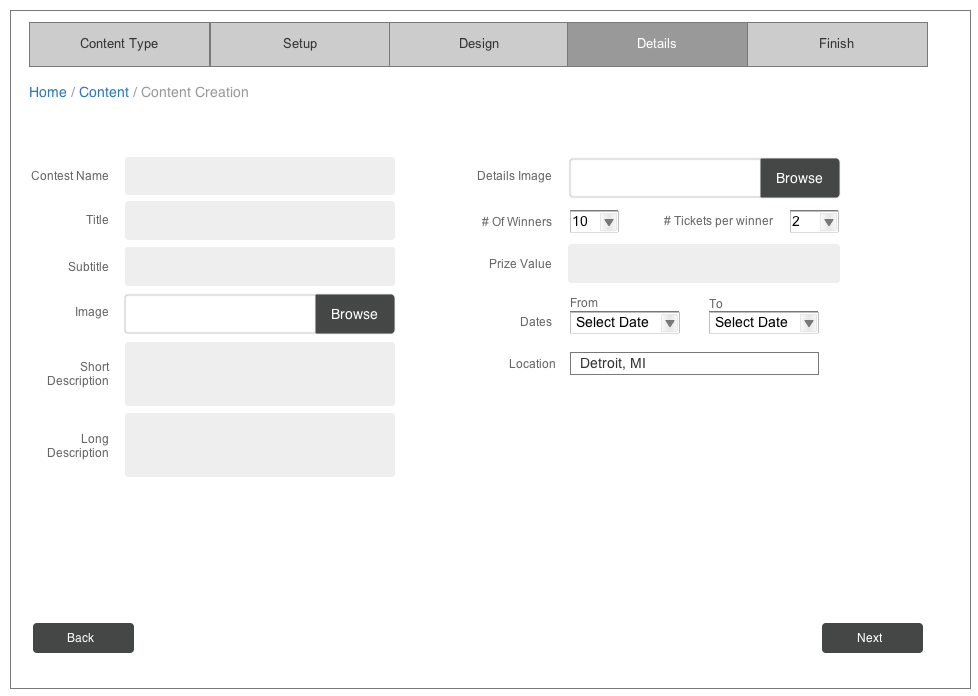 Content Type
Setup
Design
Details
Finish
Home / Content / Content Creation
Contest Name
Title
Subtitle
Image
Browse
Short
Description
Long
Description
Details Image
Browse
# Of Winners
10
# Tickets per winner
2
Prize Value
From
To
Dates
Select Date
Select Date
Location
Detroit, MI
Back
Next